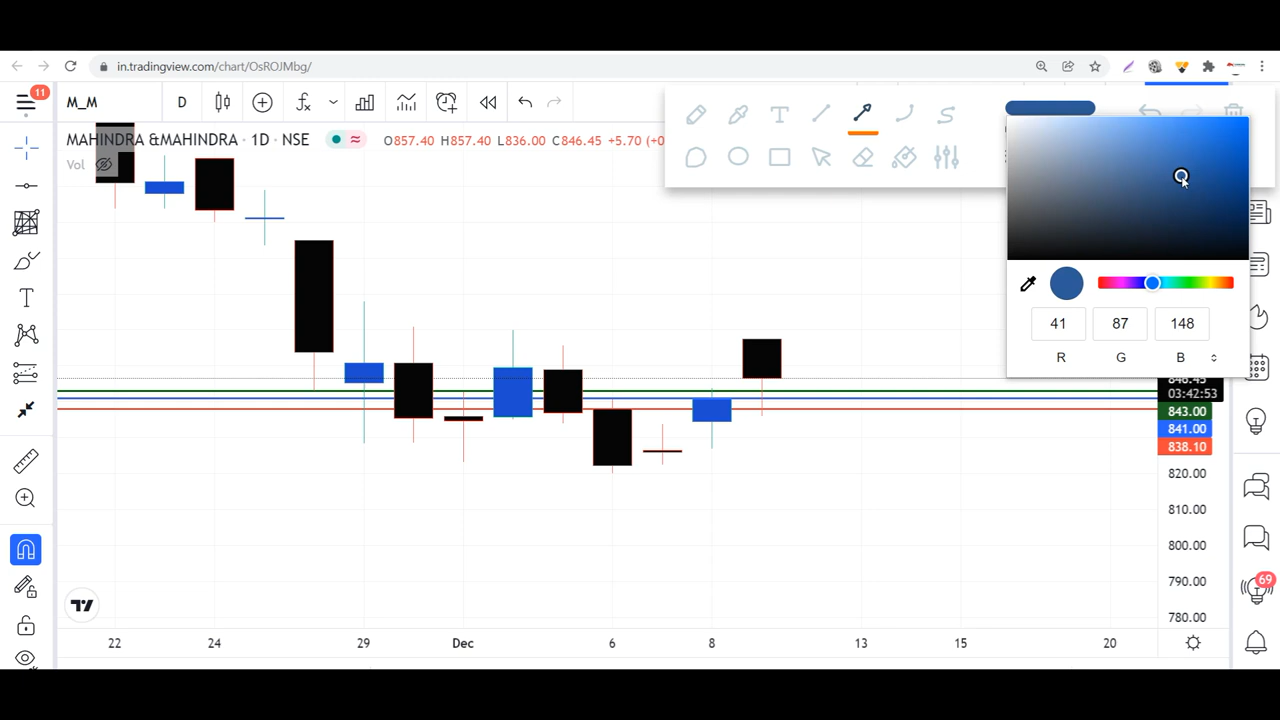 in.tradingview.com/chart/OsROJMbg/
11
M_M
D
MAHINDRA &MAHINDRA · 1D · NSE
O857.40 H857.40 L836.00 C846.45 +5.70 (+0
Vol
41
87
148
R
G
B
846.45
03:42:53
843.00
841.00
838.10
820.00
810.00
800.00
790.00
780.00
69
22
24
29
Dec
6
8
13
15
20